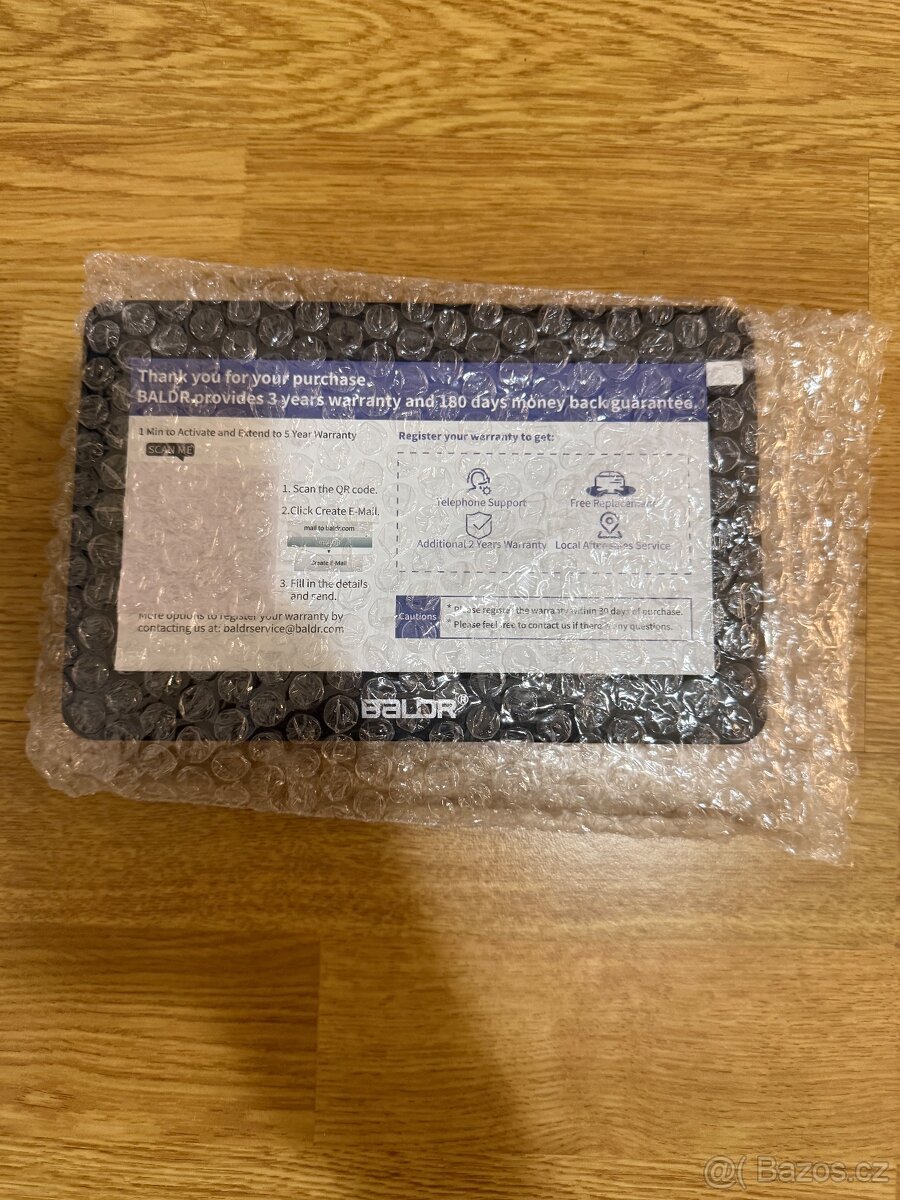 Thank you for your purchase.
BALDR provides 3 years warranty and 180 days money back guarantee.
1 Min to Activate and Extend to 5 Year Warranty
SCAN ME
1. Scan the QR code.
2.Click Create E-Mail.
mail to baldr.com
Create E-Mail
3. Fill in the details
and send.
More options to register your warranty by
contacting us at: baldrservice@baldr.com
Register your warranty to get:
Telephone Support
Free Replacement
Additional 2 Years Warranty
Local After-sales Service
Cautions
* Please register the warranty within 30 days of purchase.
* Please feel free to contact us if there is any questions.
BALDR®
@( Bazos.cz